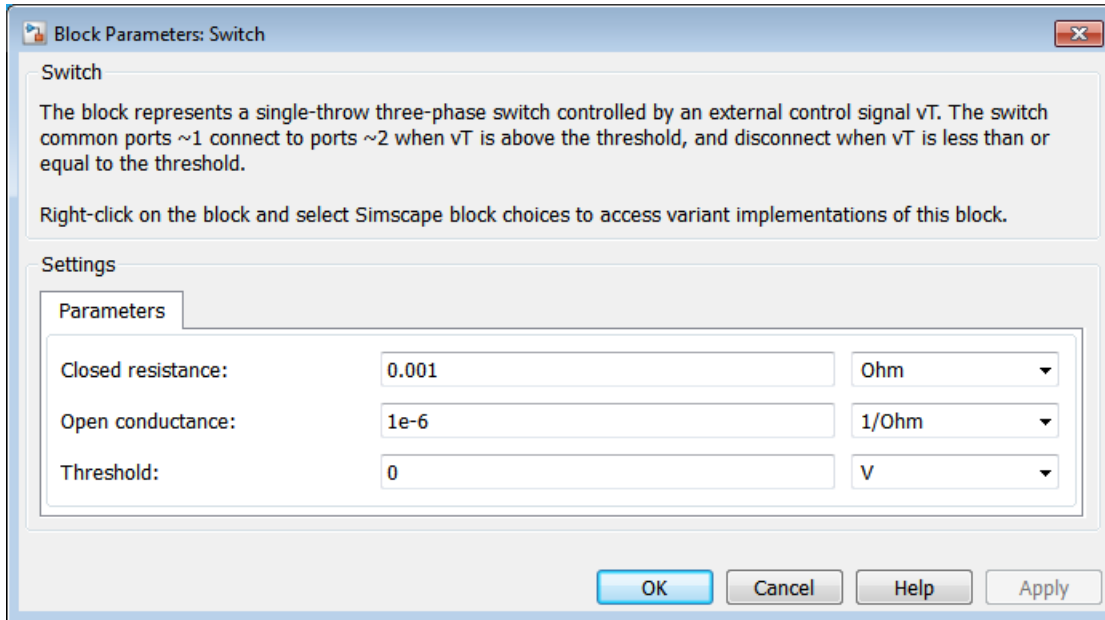 Block Parameters: Switch
Switch
The block represents a single-throw three-phase switch controlled by an external control signal vT. The switch
common ports ~1 connect to ports ~2 when vT is above the threshold, and disconnect when vT is less than or
equal to the threshold.
Right-click on the block and select Simscape block choices to access variant implementations of this block.
Settings
Parameters
Closed resistance: 0.001 Ohm
Open conductance: 1e-6 1/Ohm
Threshold: 0 V
OK Cancel Help Apply